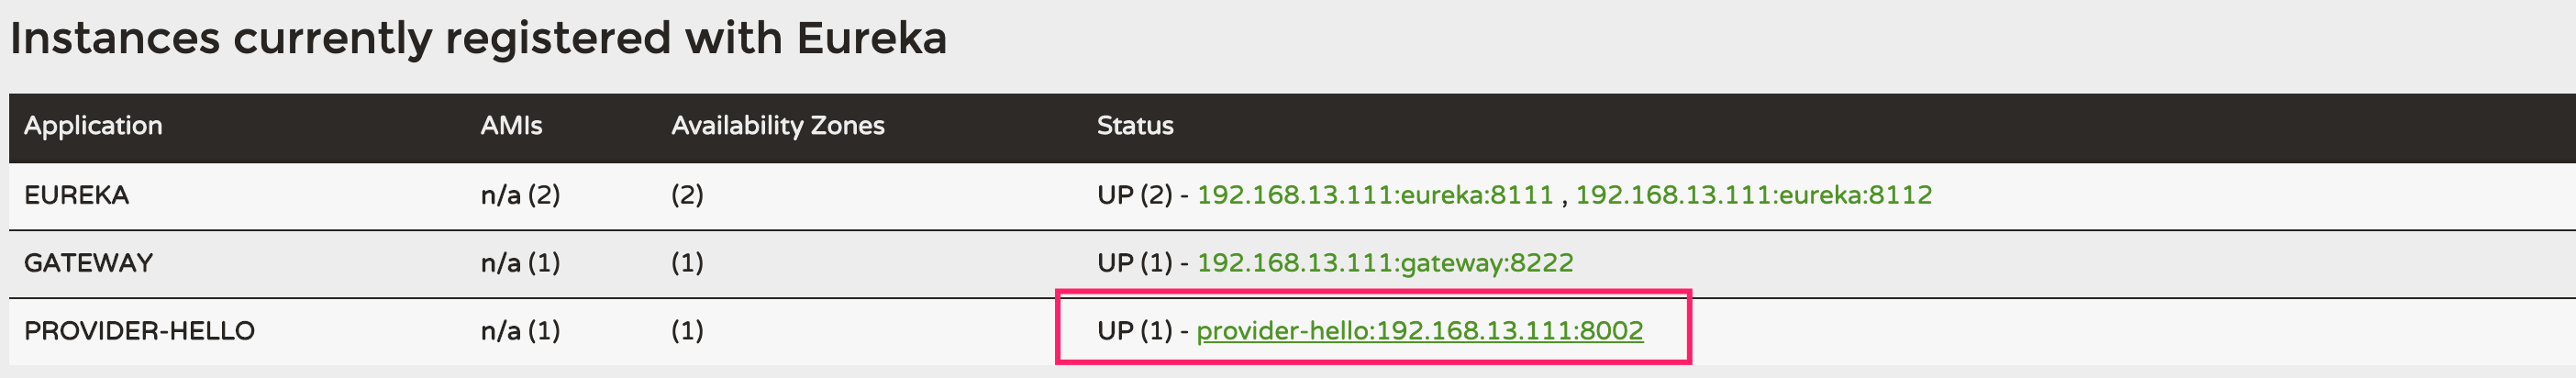 Instances currently registered with Eureka
Application AMIs Availability Zones Status
EUREKA n/a (2) (2) UP (2) - 192.168.13.111:eureka:8111 , 192.168.13.111:eureka:8112
GATEWAY n/a (1) (1) UP (1) - 192.168.13.111:gateway:8222
PROVIDER-HELLO n/a (1) (1) UP (1) - provider-hello:192.168.13.111:8002